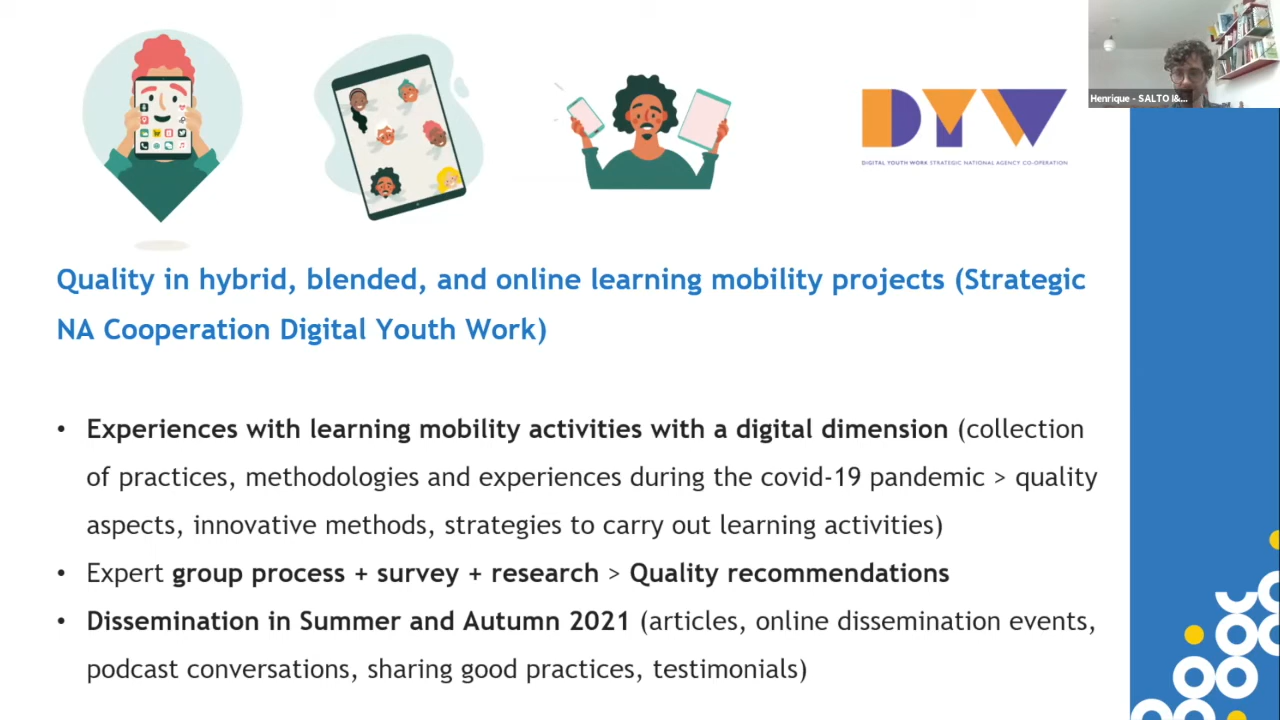 Henrique - SALTO I&...
DYW
DIGITAL YOUTH WORK STRATEGIC NATIONAL AGENCY CO-OPERATION
Quality in hybrid, blended, and online learning mobility projects (Strategic
NA Cooperation Digital Youth Work)
• Experiences with learning mobility activities with a digital dimension (collection
of practices, methodologies and experiences during the covid-19 pandemic > quality
aspects, innovative methods, strategies to carry out learning activities)
• Expert group process + survey + research > Quality recommendations
• Dissemination in Summer and Autumn 2021 (articles, online dissemination events,
podcast conversations, sharing good practices, testimonials)